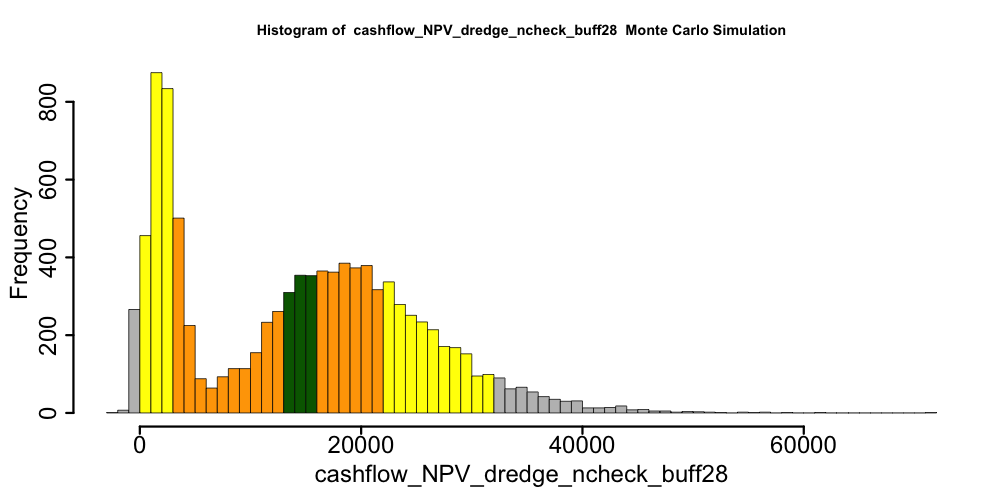 Histogram of cashflow_NPV_dredge_ncheck_buff28 Monte Carlo Simulation
800
600
400
200
0
Frequency
0 20000 40000 60000
cashflow_NPV_dredge_ncheck_buff28